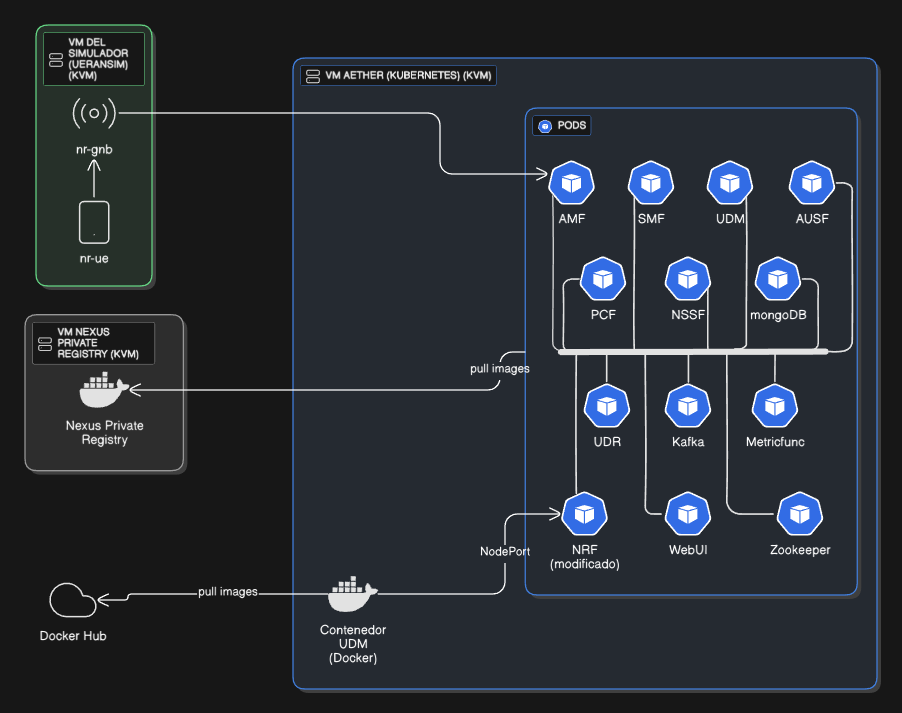 VM DEL
SIMULADOR
(UERANSIM)
(KVM)
nr-gnb
nr-ue
VM AETHER (KUBERNETES) (KVM)
PODS
AMF
SMF
UDM
AUSF
PCF
NSSF
mongoDB
VM NEXUS
PRIVATE
REGISTRY (KVM)
Nexus Private
Registry
pull images
UDR
Kafka
Metricfunc
NRF
(modificado)
WebUI
Zookeeper
NodePort
Docker Hub
pull images
Contenedor
UDM
(Docker)